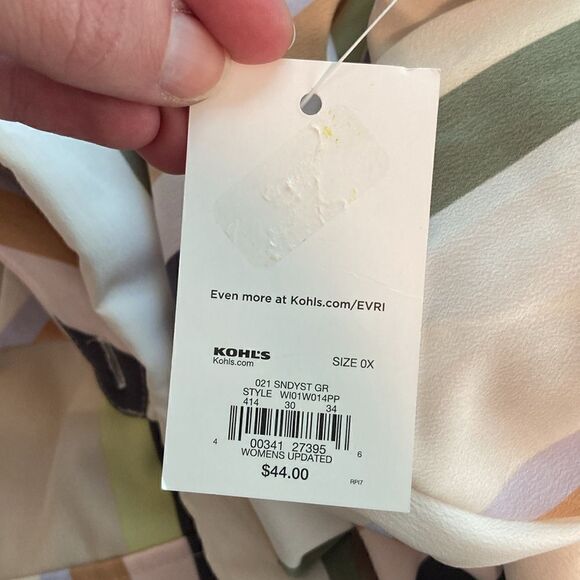 Even more at Kohls.com/EVRI
KOHL'S SIZE 0X
Kohls.com
021 SNDYST GR
STYLE WI01W014PP
414 30 34
4 00341 27395 6
WOMENS UPDATED
$44.00
RPI7